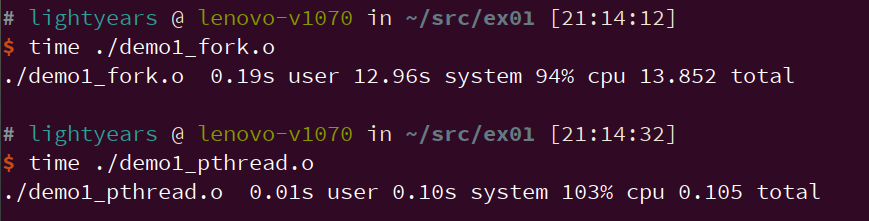 # lightyears @ lenovo-v1070 in ~/src/ex01 [21:14:12]
$ time ./demo1_fork.o
./demo1_fork.o  0.19s user 12.96s system 94% cpu 13.852 total
# lightyears @ lenovo-v1070 in ~/src/ex01 [21:14:32]
$ time ./demo1_pthread.o
./demo1_pthread.o  0.01s user 0.10s system 103% cpu 0.105 total